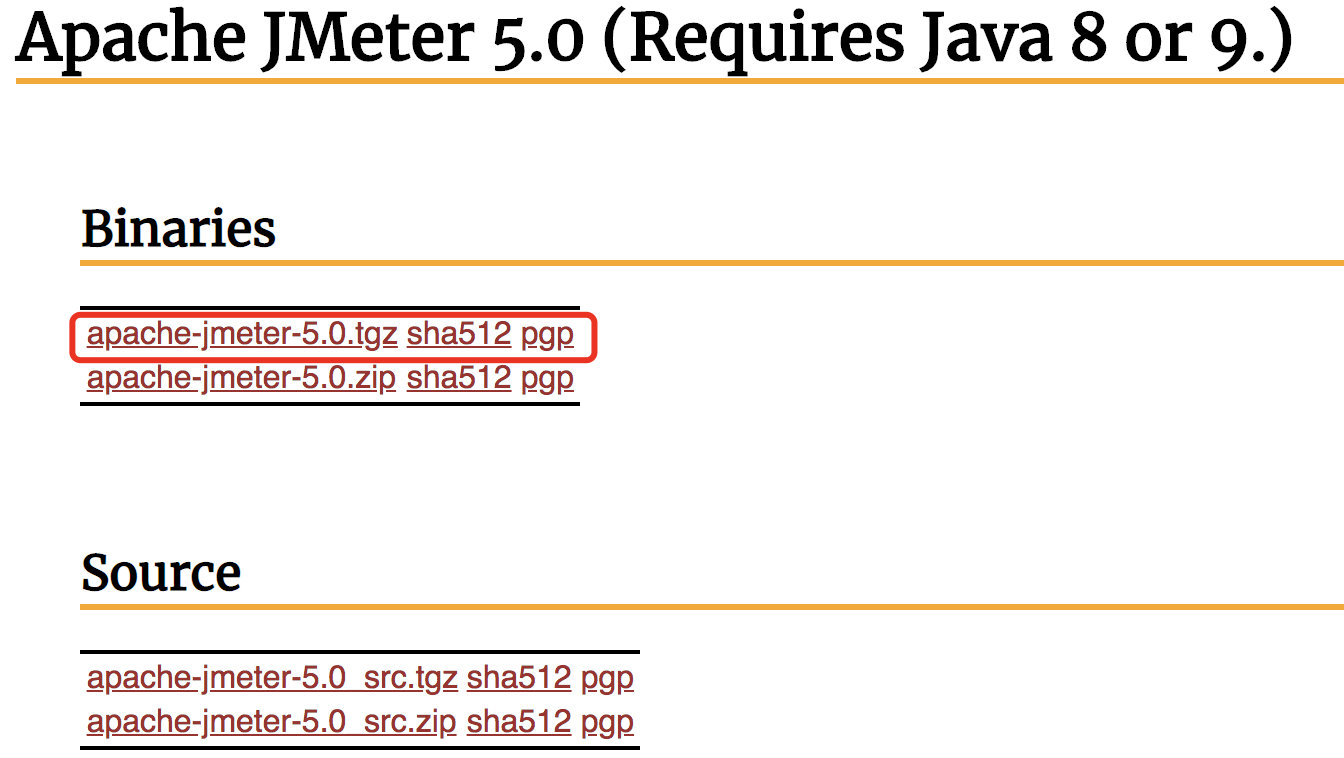 Apache JMeter 5.0 (Requires Java 8 or 9.)
Binaries
apache-jmeter-5.0.tgz sha512 pgp
apache-jmeter-5.0.zip sha512 pgp
Source
apache-jmeter-5.0_src.tgz sha512 pgp
apache-jmeter-5.0_src.zip sha512 pgp